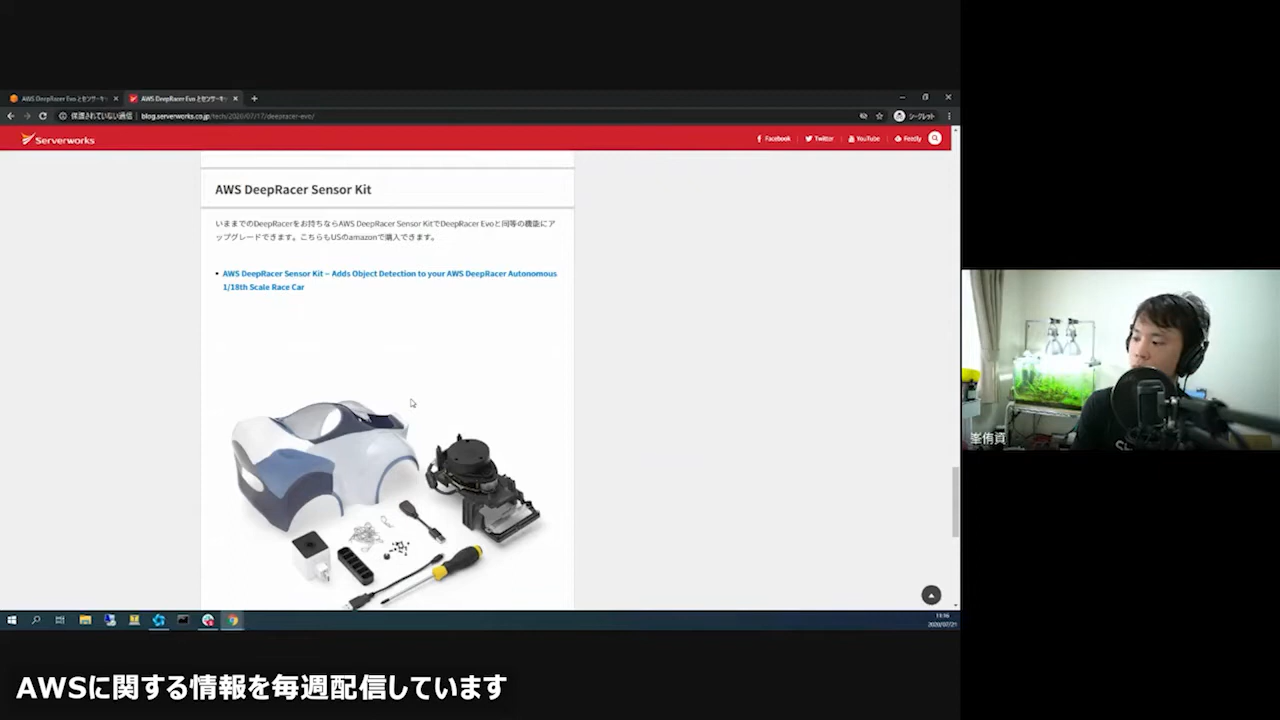 AWS DeepRacer Evo とセンサーキッ
AWS DeepRacer Evo とセンサーキッ
保護されていない通信
blog.serverworks.co.jp/tech/2020/07/17/deepracer-evo/
シークレット
Serverworks
Facebook
Twitter
YouTube
Feedly
AWS DeepRacer Sensor Kit
いままでのDeepRacerをお持ちならAWS DeepRacer Sensor KitでDeepRacer Evoと同等の機能にア
ップグレードできます。こちらもUSのamazonで購入できます。
AWS DeepRacer Sensor Kit – Adds Object Detection to your AWS DeepRacer Autonomous
1/18th Scale Race Car
峯侑資
11:16
2020/07/21
AWSに関する情報を毎週配信しています